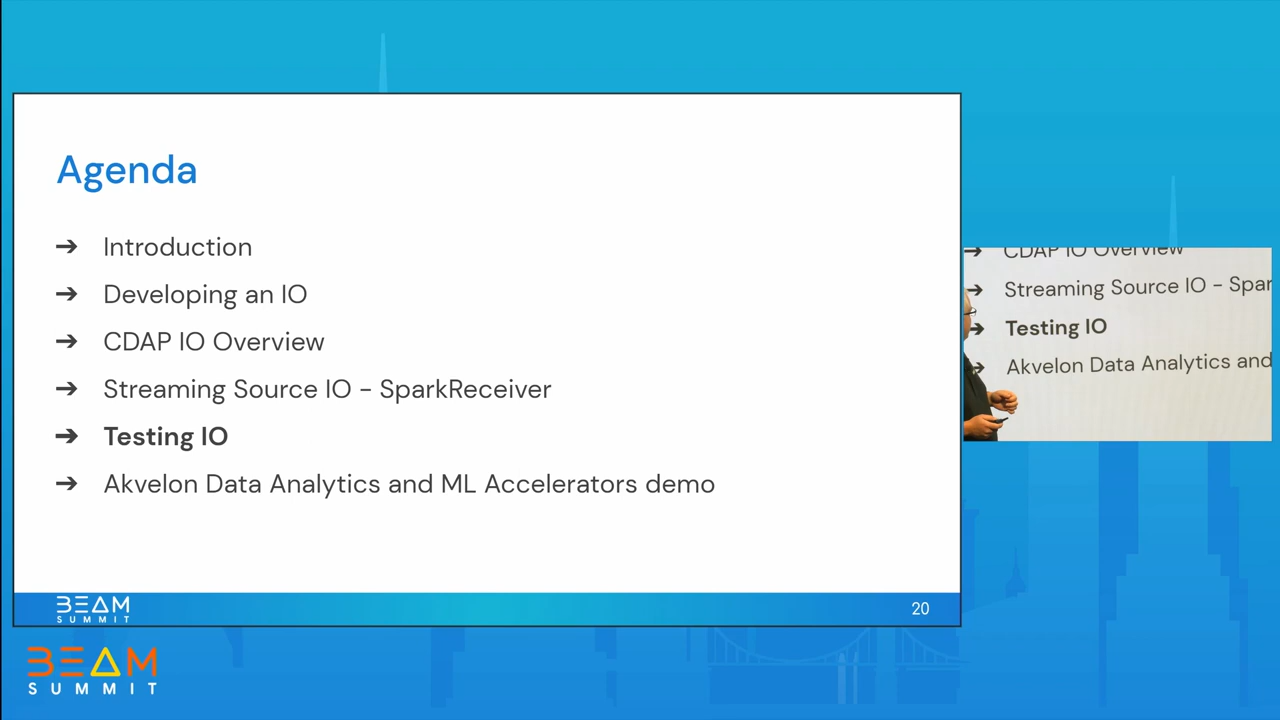 Agenda
➔ Introduction
➔ Developing an IO
➔ CDAP IO Overview
➔ Streaming Source IO - SparkReceiver
➔ Testing IO
➔ Akvelon Data Analytics and ML Accelerators demo
BEAM
SUMMIT
20
CDAP IO Overview
➔ Streaming Source IO - Spar
➔ Testing IO
➔ Akvelon Data Analytics and
BEAM
SUMMIT